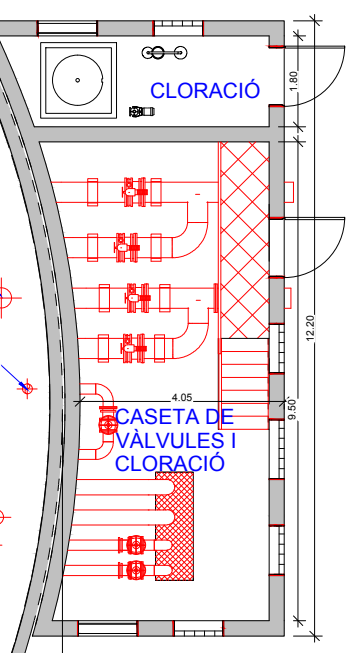 CLORACIÓ
1.80
12.20
4.05
9.50
CASETA DE
VÀLVULES I
CLORACIÓ